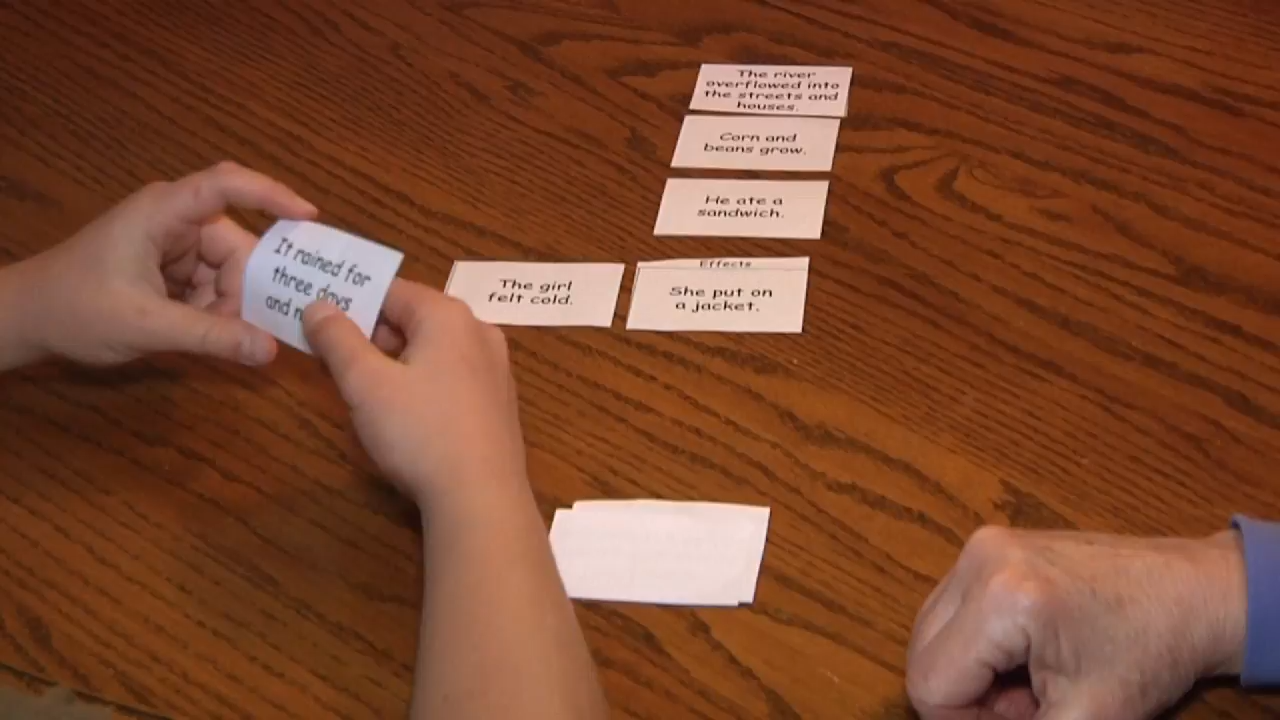 The river
overflowed into
the streets and
houses.
Corn and
beans grow.
He ate a
sandwich.
It rained for
three days
and
The girl
felt cold.
Effects
She put on
a jacket.